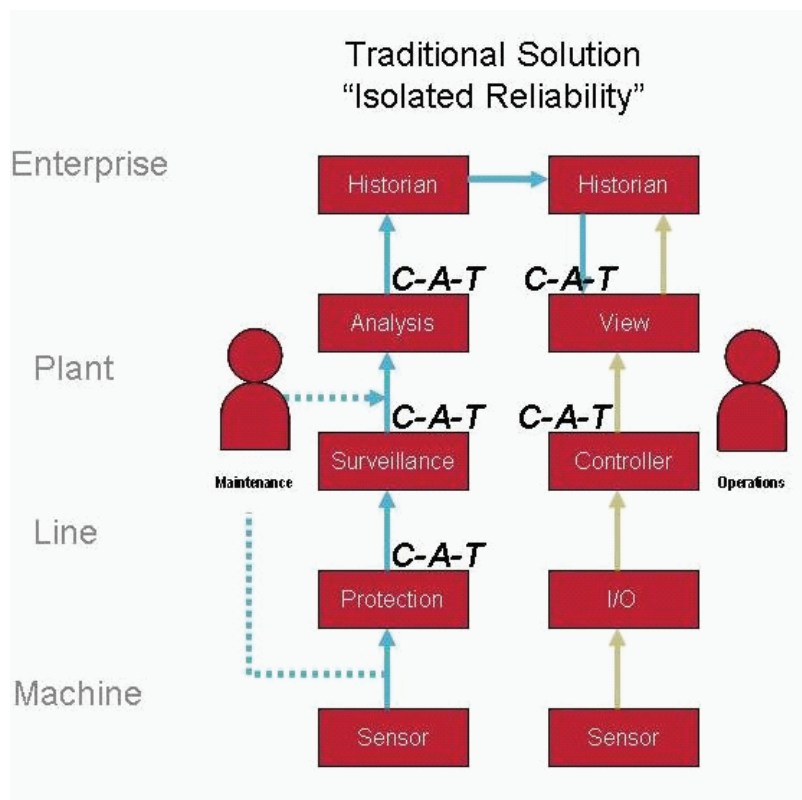 Traditional Solution
“Isolated Reliability”
Enterprise
Historian
Historian
C-A-T
C-A-T
Analysis
View
Plant
C-A-T
C-A-T
Surveillance
Controller
Maintenance
Operations
Line
C-A-T
Protection
I/O
Machine
Sensor
Sensor